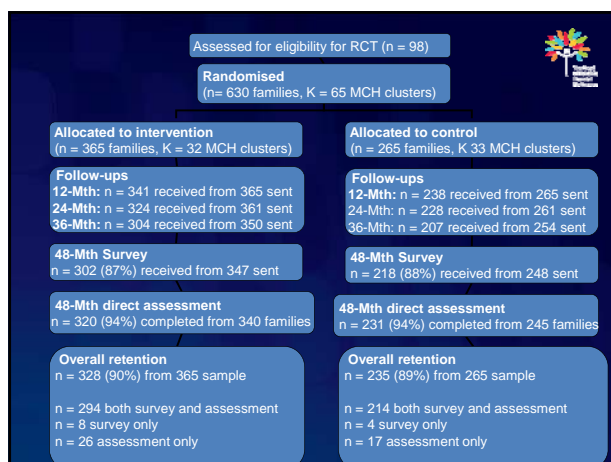 Assessed for eligibility for RCT (n = 98)
Randomised
(n= 630 families, K = 65 MCH clusters)
Allocated to intervention
(n = 365 families, K = 32 MCH clusters)
Follow-ups
12-Mth: n = 341 received from 365 sent
24-Mth: n = 324 received from 361 sent
36-Mth: n = 304 received from 350 sent
48-Mth Survey
n = 302 (87%) received from 347 sent
48-Mth direct assessment
n = 320 (94%) completed from 340 families
Overall retention
n = 328 (90%) from 365 sample
n = 294 both survey and assessment
n = 8 survey only
n = 26 assessment only
Allocated to control
(n = 265 families, K 33 MCH clusters)
Follow-ups
12-Mth: n = 238 received from 265 sent
24-Mth: n = 228 received from 261 sent
36-Mth: n = 207 received from 254 sent
48-Mth Survey
n = 218 (88%) received from 248 sent
48-Mth direct assessment
n = 231 (94%) completed from 245 families
Overall retention
n = 235 (89%) from 265 sample
n = 214 both survey and assessment
n = 4 survey only
n = 17 assessment only